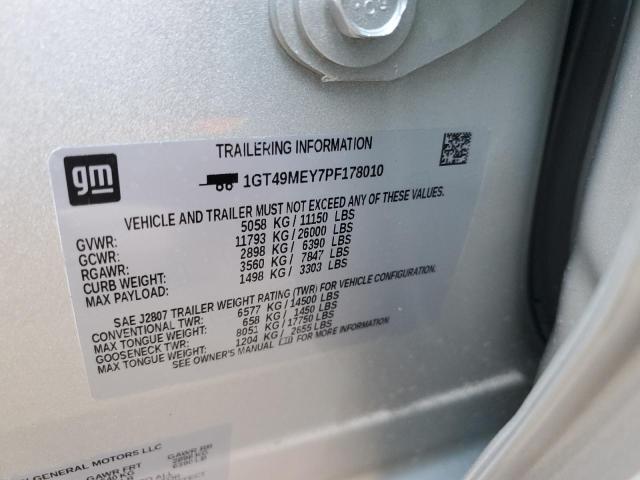 gm
TRAILERING INFORMATION
1GT49MEY7PF178010
VEHICLE AND TRAILER MUST NOT EXCEED ANY OF THESE VALUES.
GVWR: 5058 KG / 11150 LBS
GCWR: 11793 KG / 26000 LBS
RGAWR: 2898 KG / 6390 LBS
CURB WEIGHT: 3560 KG / 7847 LBS
MAX PAYLOAD: 1498 KG / 3303 LBS
SAE J2807 TRAILER WEIGHT RATING (TWR) FOR VEHICLE CONFIGURATION.
CONVENTIONAL TWR: 6577 KG / 14500 LBS
MAX TONGUE WEIGHT: 658 KG / 1450 LBS
GOOSENECK TWR: 8051 KG / 17750 LBS
MAX TONGUE WEIGHT: 1204 KG / 2655 LBS
SEE OWNER'S MANUAL FOR MORE INFORMATION
GENERAL MOTORS LLC
GAWR FRT GAWR RR